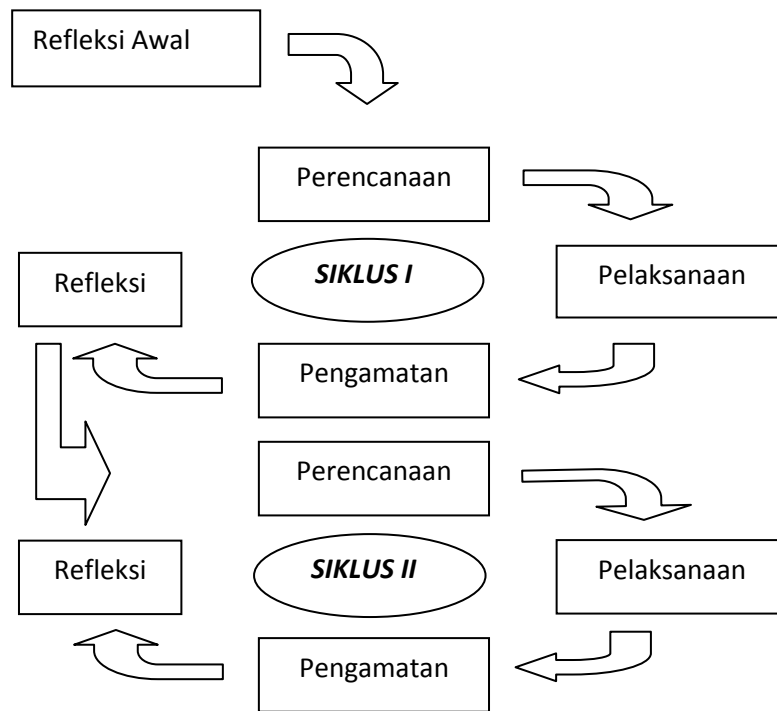 Refleksi Awal
Perencanaan
SIKLUS I
Refleksi
Pelaksanaan
Pengamatan
Perencanaan
SIKLUS II
Refleksi
Pelaksanaan
Pengamatan